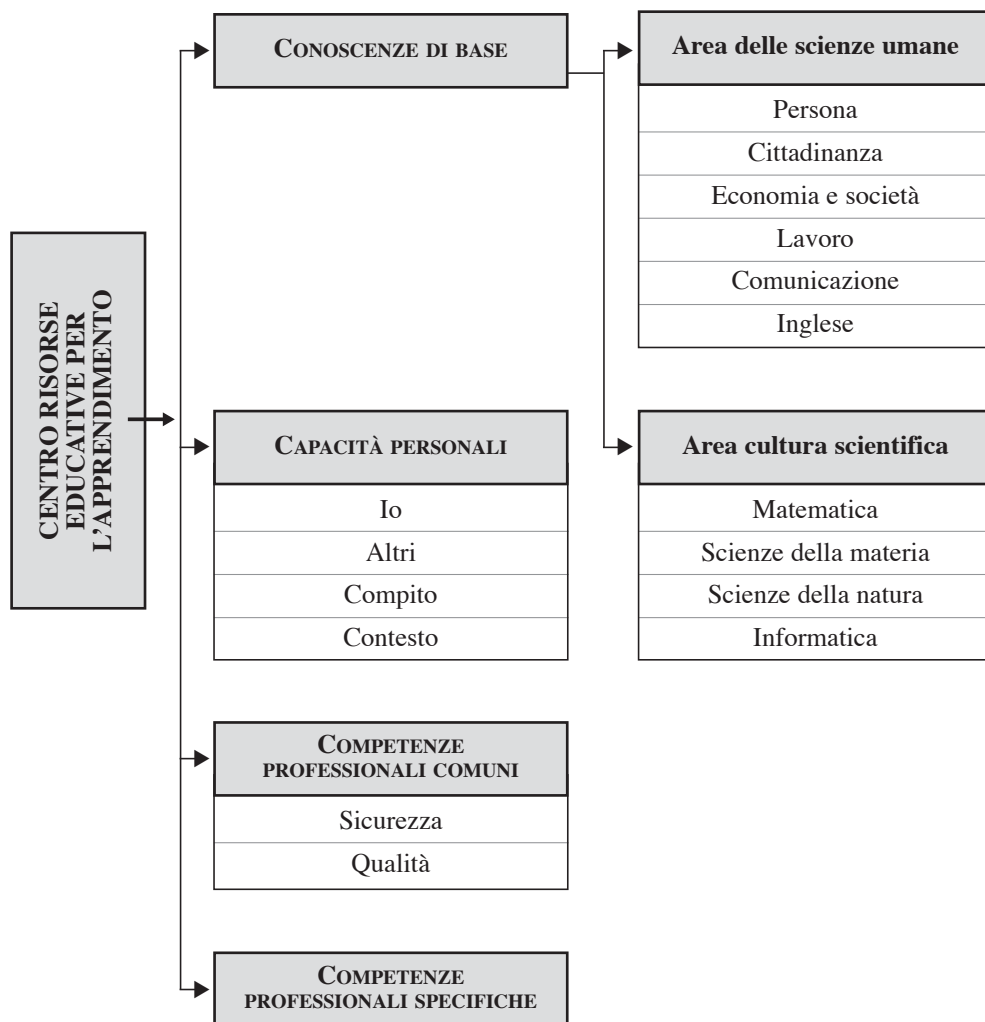 CENTRO RISORSE
EDUCATIVE PER
L'APPRENDIMENTO
CONOSCENZE DI BASE
Area delle scienze umane
Persona
Cittadinanza
Economia e società
Lavoro
Comunicazione
Inglese
CAPACITÀ PERSONALI
Io
Altri
Compito
Contesto
Area cultura scientifica
Matematica
Scienze della materia
Scienze della natura
Informatica
COMPETENZE
PROFESSIONALI COMUNI
Sicurezza
Qualità
COMPETENZE
PROFESSIONALI SPECIFICHE